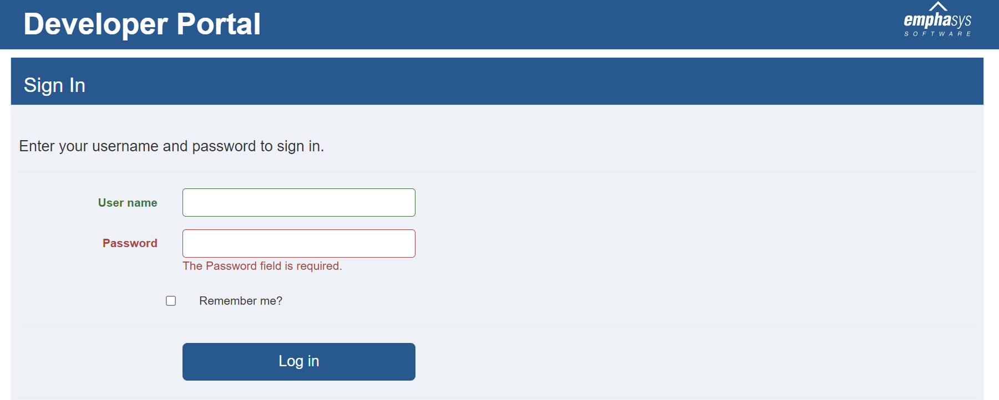 Developer Portal
emphasys
SOFTWARE
Sign In
Enter your username and password to sign in.
User name
Password
The Password field is required.
Remember me?
Log in